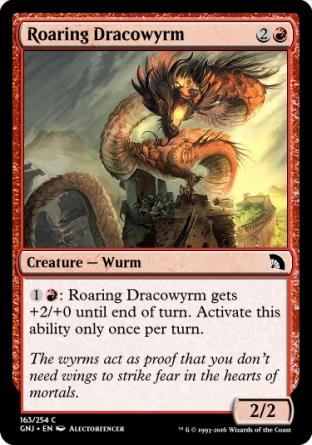 Roaring Dracowyrm 2
Creature — Wurm
1 : Roaring Dracowyrm gets
+2/+0 until end of turn. Activate this
ability only once per turn.
The wyrms act as proof that you don't
need wings to strike fear in the hearts of
mortals.
2/2
163/254 C
GNJ • EN Alectorfencer
™ & © 1993-2016 Wizards of the Coast